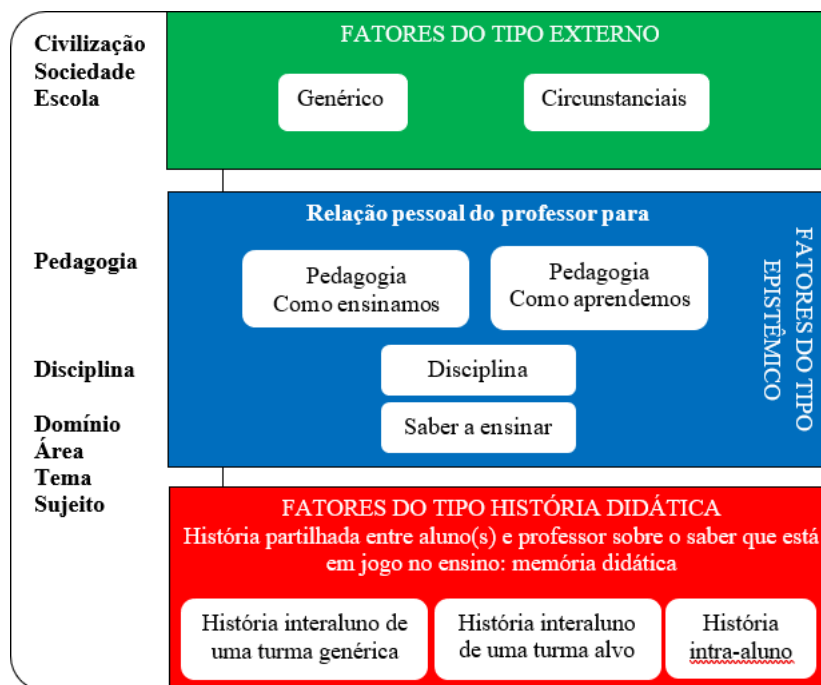 Civilização
Sociedade
Escola
FATORES DO TIPO EXTERNO
Genérico
Circunstanciais
Pedagogia
Relação pessoal do professor para
Pedagogia
Como ensinamos
Pedagogia
Como aprendemos
FATORES DO TIPO
EPISTÊMICO
Disciplina
Disciplina
Domínio
Área
Tema
Sujeito
Saber a ensinar
FATORES DO TIPO HISTÓRIA DIDÁTICA
História partilhada entre aluno(s) e professor sobre o saber que está
em jogo no ensino: memória didática
História interaluno de
uma turma genérica
História interaluno
de uma turma alvo
História
intra-aluno